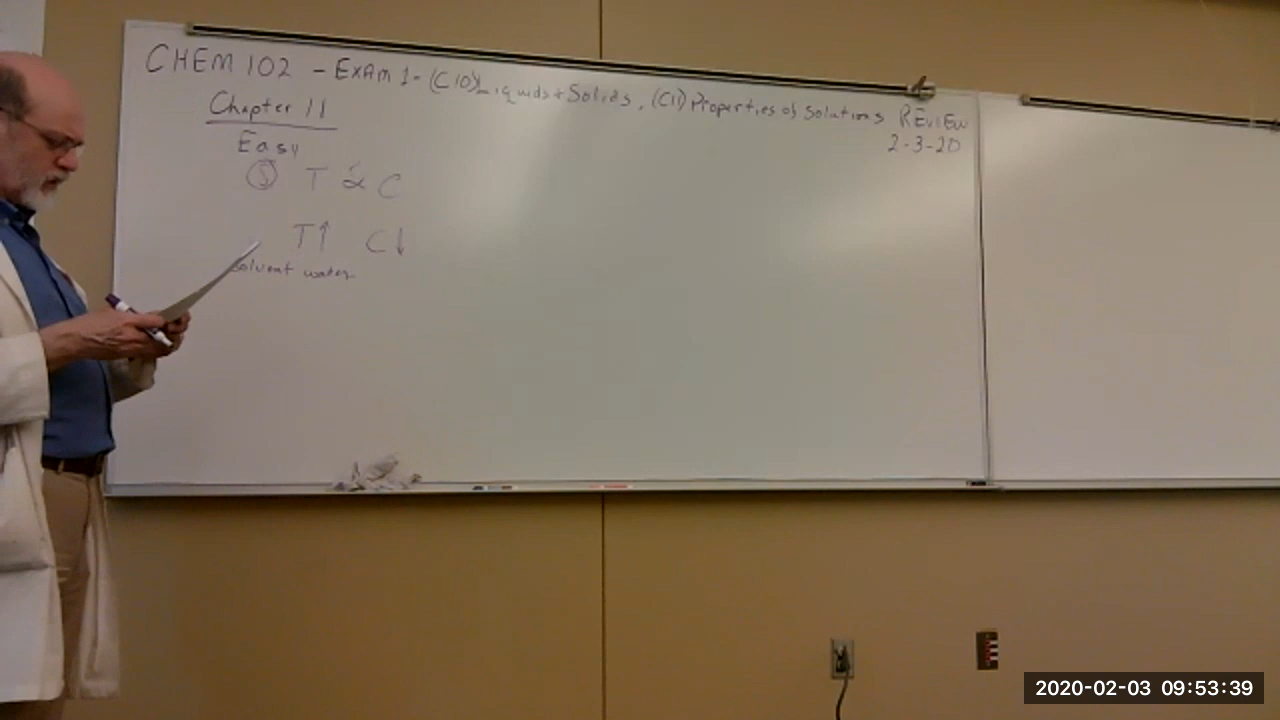 CHEM 102 - EXAM 1 - (C10) Liquids + Solids, (C11) Properties of Solutions REVIEW
2-3-20
Chapter 11
Easy
T ∝ C
T↑ C↓
Solvent water
2020-02-03 09:53:39